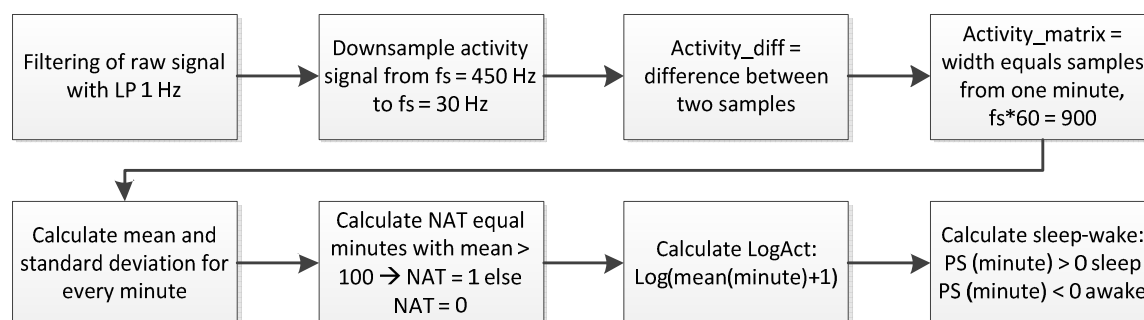 Filtering of raw signal
with LP 1 Hz
Downsample activity
signal from fs = 450 Hz
to fs = 30 Hz
Activity_diff =
difference between
two samples
Activity_matrix =
width equals samples
from one minute,
fs*60 = 900
Calculate mean and
standard deviation for
every minute
Calculate NAT equal
minutes with mean >
100 → NAT = 1 else
NAT = 0
Calculate LogAct:
Log(mean(minute)+1)
Calculate sleep-wake:
PS (minute) > 0 sleep
PS (minute) < 0 awake